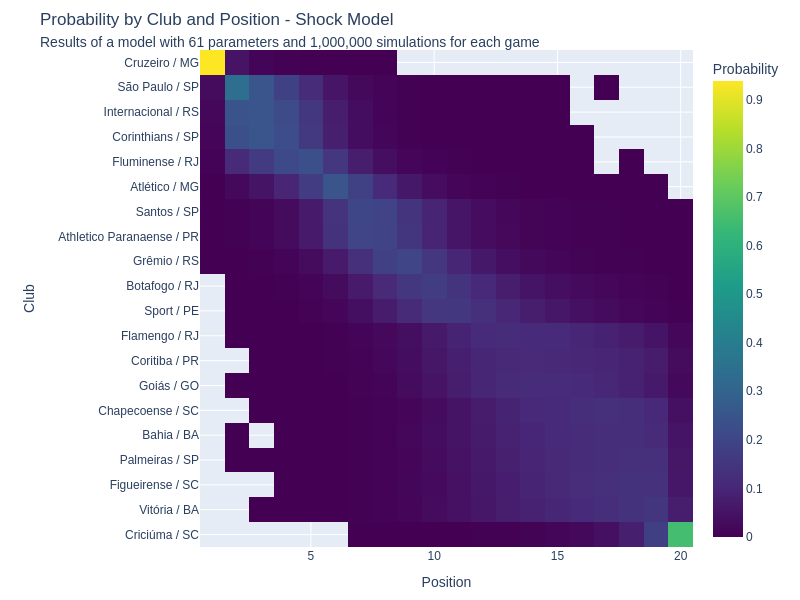 Probability by Club and Position - Shock Model
Results of a model with 61 parameters and 1,000,000 simulations for each game
Probability
Club
Cruzeiro / MG
São Paulo / SP
Internacional / RS
Corinthians / SP
Fluminense / RJ
Atlético / MG
Santos / SP
Athletico Paranaense / PR
Grêmio / RS
Botafogo / RJ
Sport / PE
Flamengo / RJ
Coritiba / PR
Goiás / GO
Chapecoense / SC
Bahia / BA
Palmeiras / SP
Figueirense / SC
Vitória / BA
Criciúma / SC
0.9
0.8
0.7
0.6
0.5
0.4
0.3
0.2
0.1
0
5 10 15 20
Position